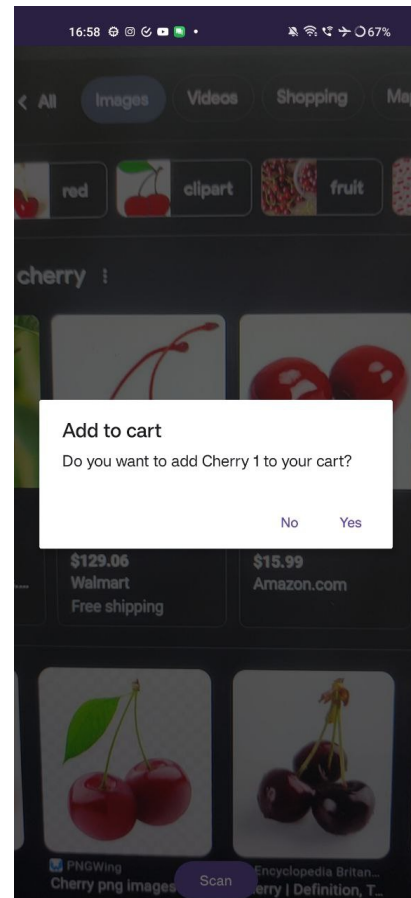 16:58
67%
All
Images
Videos
Shopping
red
clipart
fruit
cherry
Add to cart
Do you want to add Cherry 1 to your cart?
No
Yes
$129.06
Walmart
Free shipping
$15.99
Amazon.com
PNGWing
Cherry png images
Encyclopedia Britan...
erry | Definition, T...
Scan